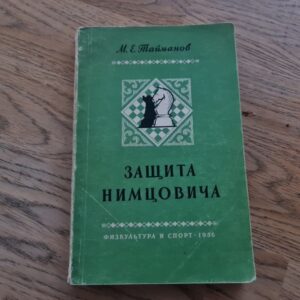 М. Е. Тайманов
ЗАЩИТА
НИМЦОВИЧА
ФИЗКУЛЬТУРА И СПОРТ · 1956